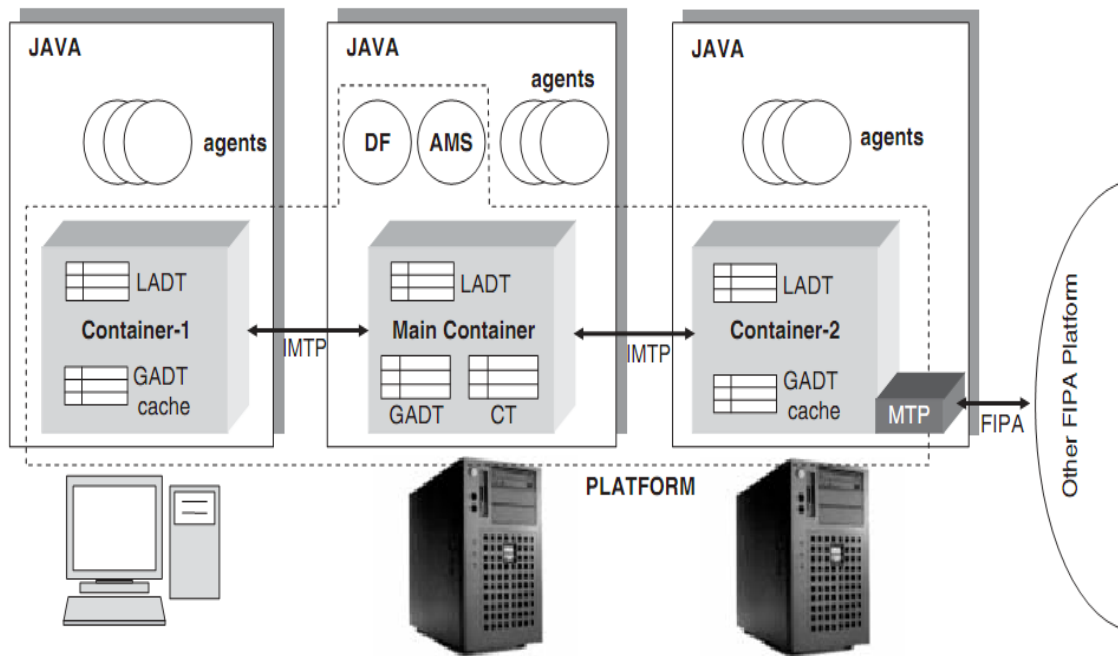 JAVA
agents
LADT
Container-1
GADT
cache
IMTP
JAVA
agents
DF
AMS
LADT
Main Container
GADT
CT
IMTP
JAVA
agents
LADT
Container-2
GADT
cache
MTP
FIPA
Other FIPA Platform
PLATFORM